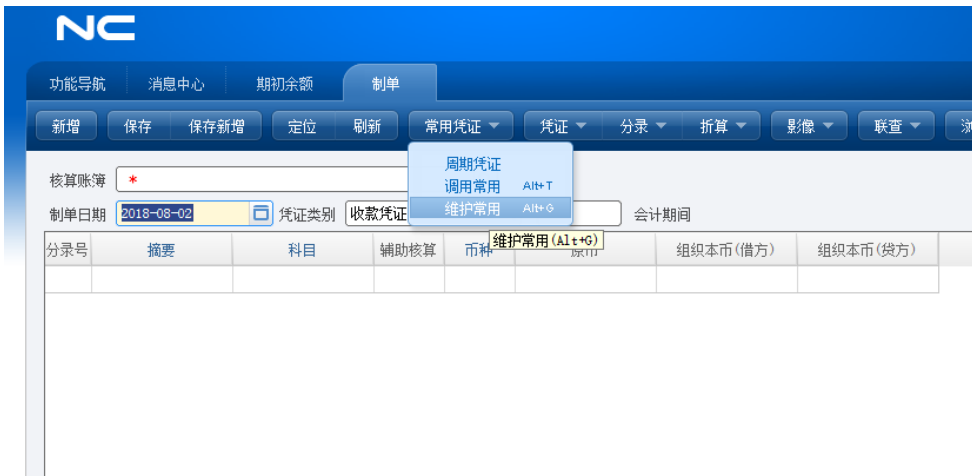 NC
功能导航 消息中心 期初余额 制单
新增 保存 保存新增 定位 刷新 常用凭证 凭证 分录 折算 影像 联查
周期凭证
核算账簿 *
调用常用 Alt+T
制单日期 2018-08-02 凭证类别 收款凭证 维护常用 Alt+G 会计期间
维护常用(Alt+G)
分录号 摘要 科目 辅助核算 币种 原币 组织本币(借方) 组织本币(贷方)